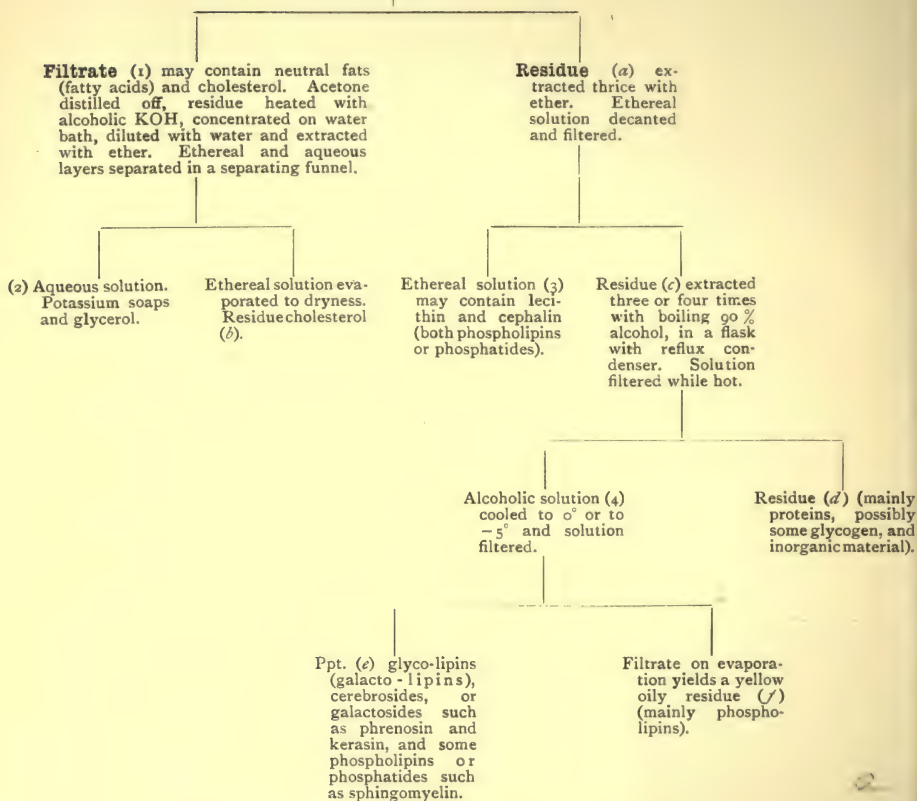 Filtrate (1) may contain neutral fats
(fatty acids) and cholesterol. Acetone
distilled off, residue heated with
alcoholic KOH, concentrated on water
bath, diluted with water and extracted
with ether. Ethereal and aqueous
layers separated in a separating funnel.
Residue (a) ex-
tracted thrice with
ether. Ethereal
solution decanted
and filtered.
(2) Aqueous solution.
Potassium soaps
and glycerol.
Ethereal solution eva-
porated to dryness.
Residue cholesterol
(b).
Ethereal solution (3)
may contain leci-
thin and cephalin
(both phospholipins
or phosphatides).
Residue (c) extracted
three or four times
with boiling 90 %
alcohol, in a flask
with reflux con-
denser. Solution
filtered while hot.
Alcoholic solution (4)
cooled to 0° or to
− 5° and solution
filtered.
Residue (d) (mainly
proteins, possibly
some glycogen, and
inorganic material).
Ppt. (e) glyco-lipins
(galacto-lipins),
cerebrosides, or
galactosides such
as phrenosin and
kerasin, and some
phospholipins or
phosphatides such
as sphingomyelin.
Filtrate on evapora-
tion yields a yellow
oily residue (f)
(mainly phospho-
lipins).